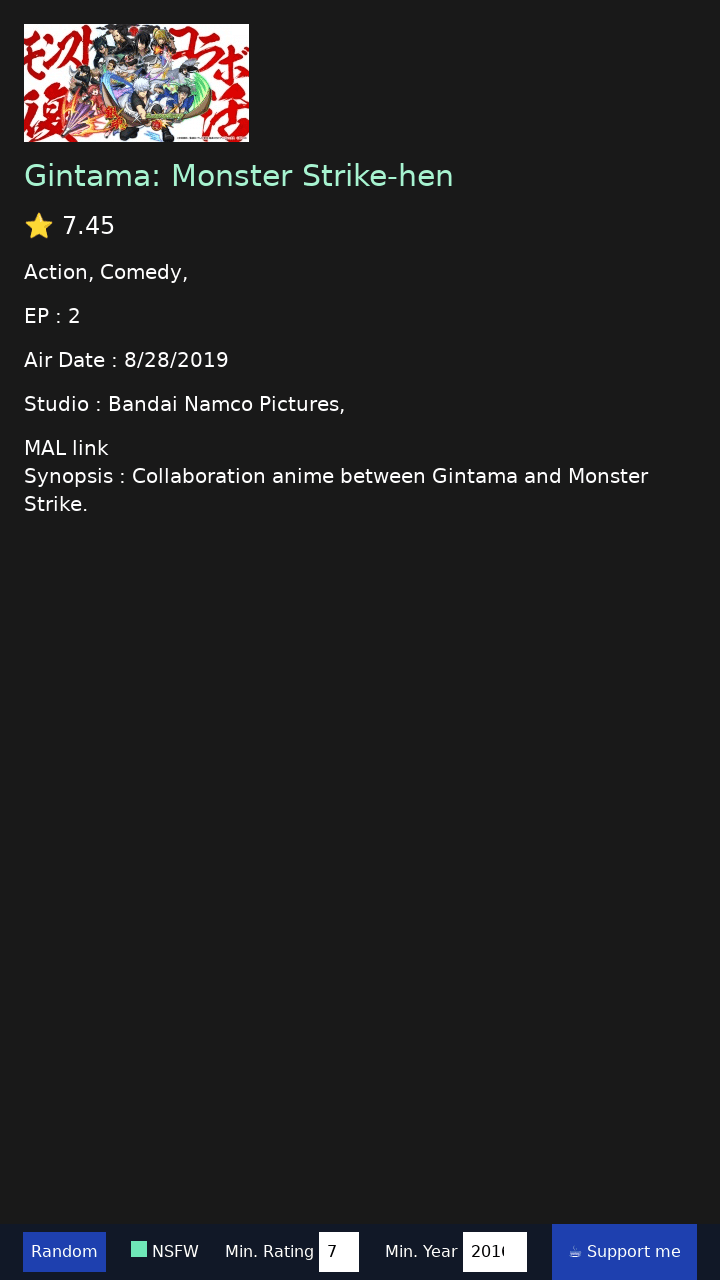 モンスト コラボ
復活
Gintama: Monster Strike-hen
⭐ 7.45
Action, Comedy,
EP : 2
Air Date : 8/28/2019
Studio : Bandai Namco Pictures,
MAL link
Synopsis : Collaboration anime between Gintama and Monster
Strike.
Random NSFW Min. Rating 7 Min. Year ☕ Support me